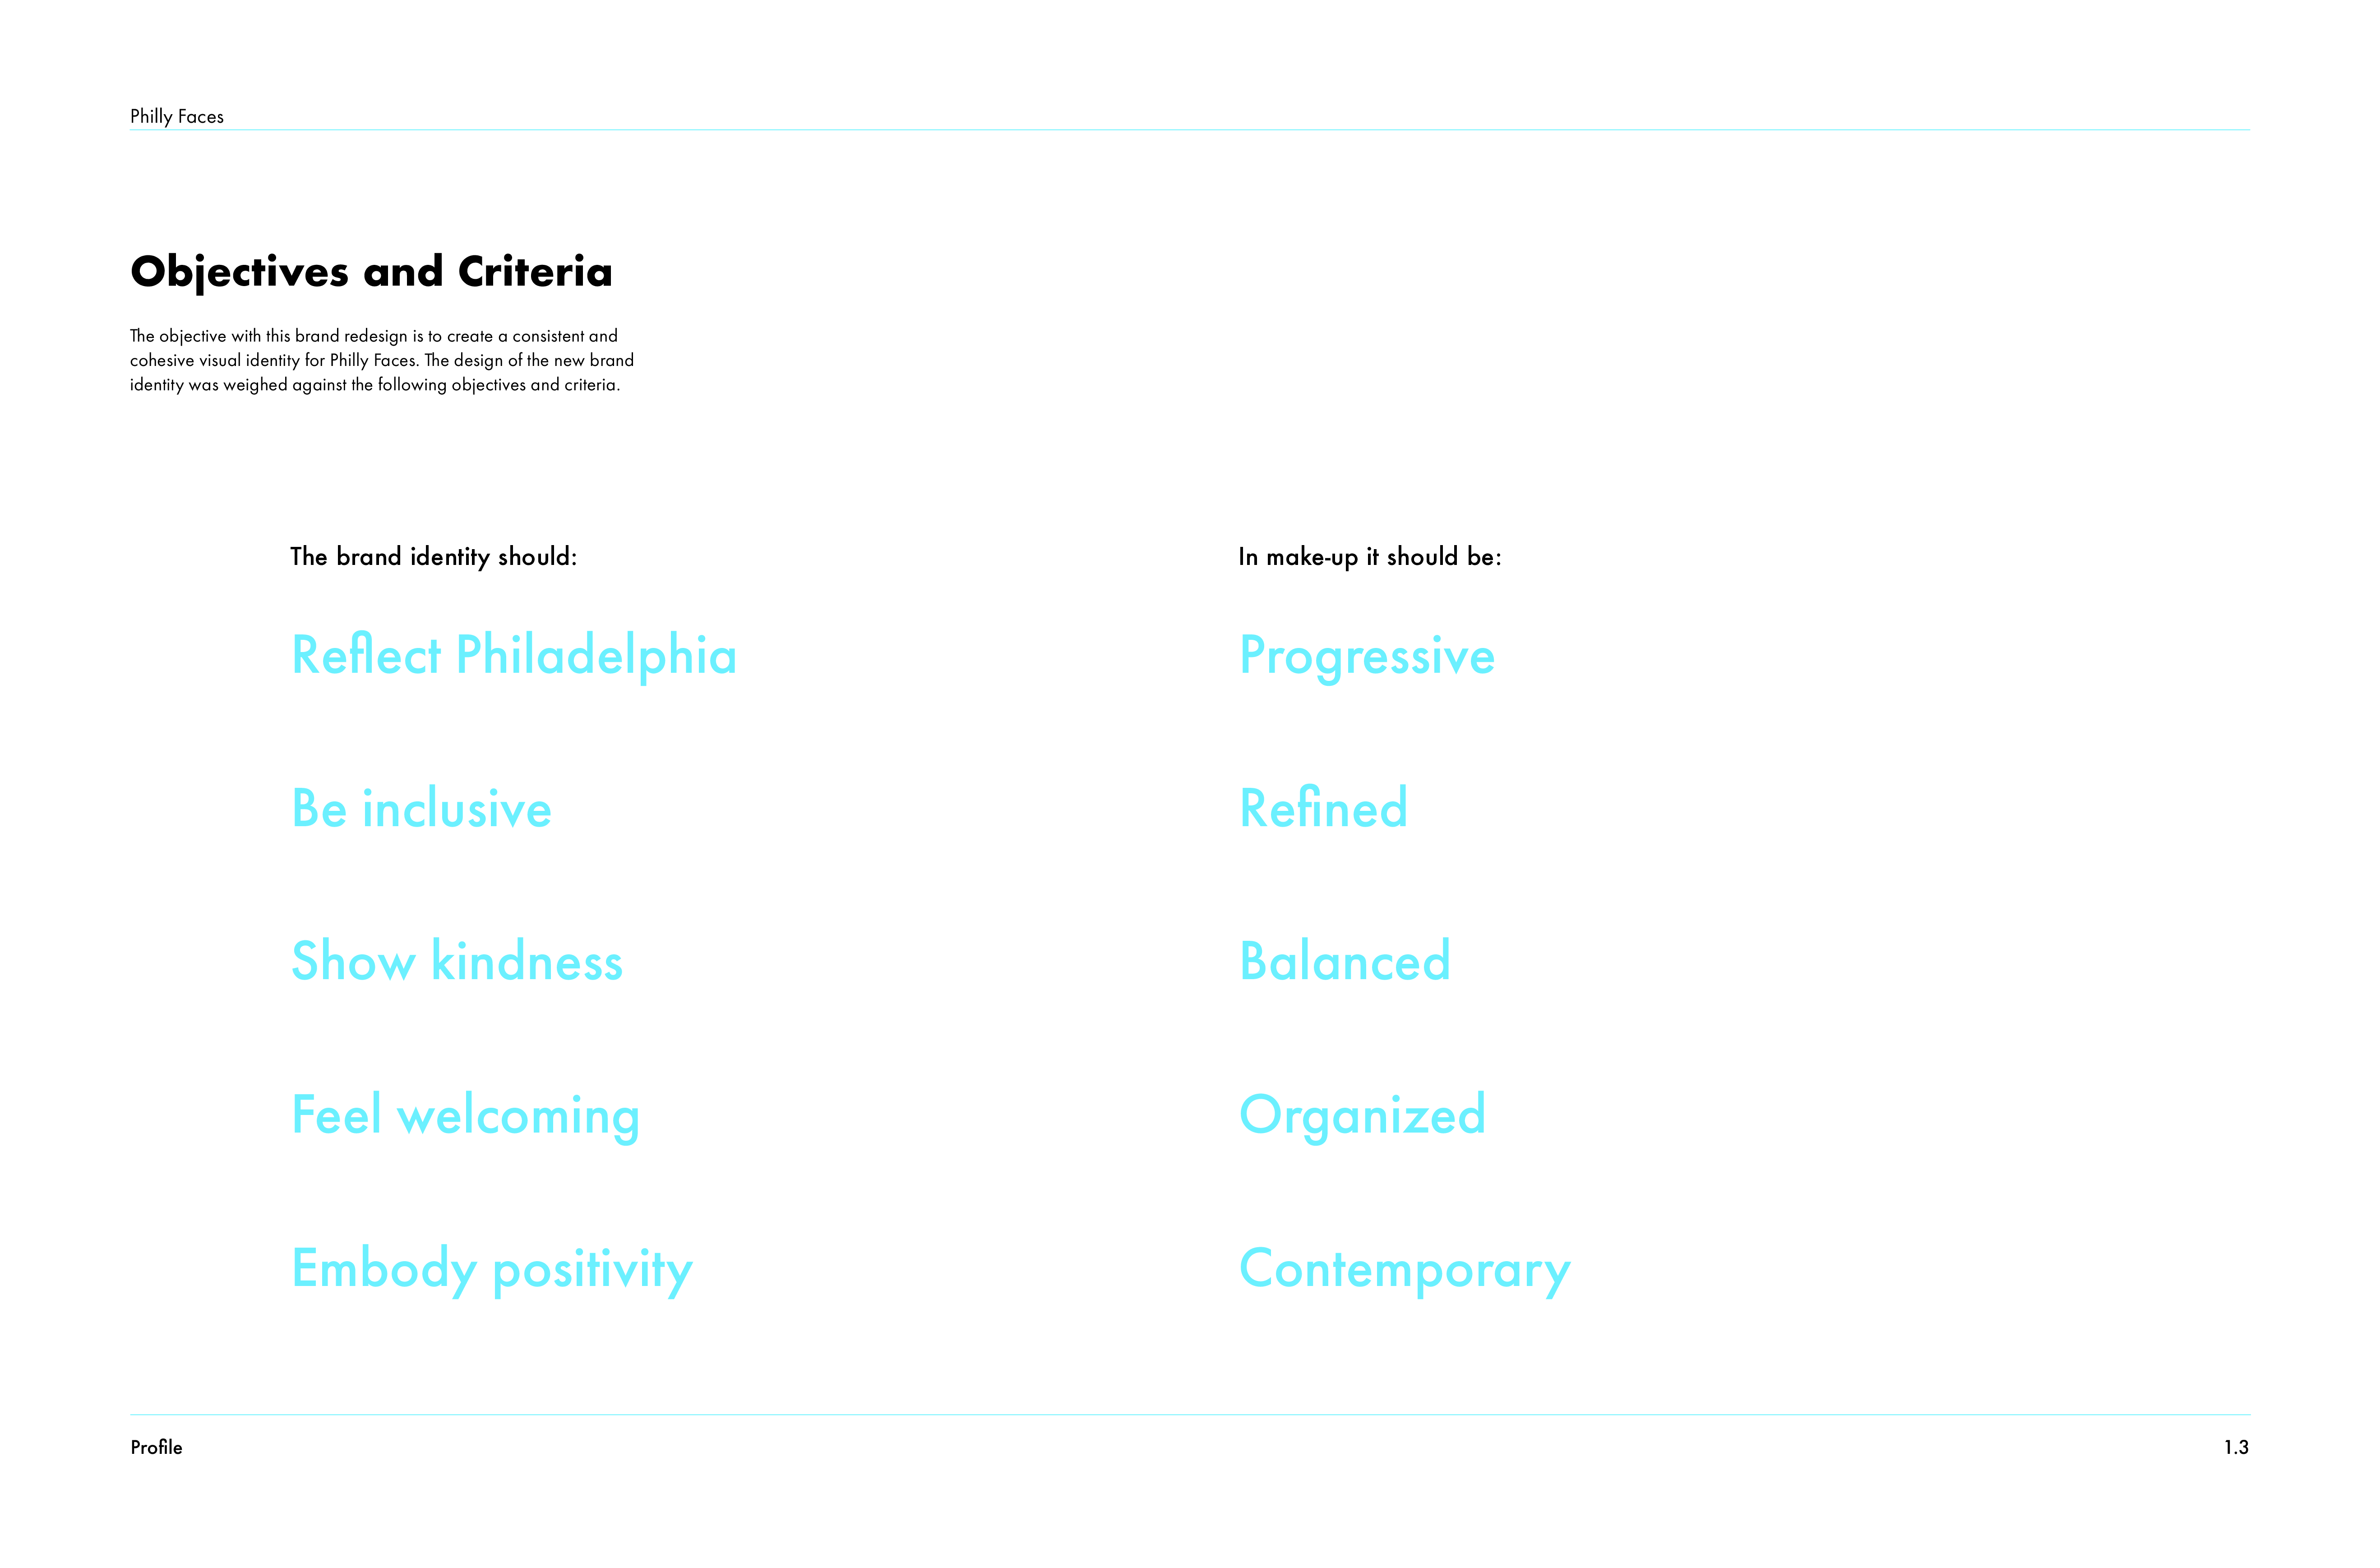 Philly Faces
Objectives and Criteria
The objective with this brand redesign is to create a consistent and
cohesive visual identity for Philly Faces. The design of the new brand
identity was weighed against the following objectives and criteria.
The brand identity should:
Reflect Philadelphia
Be inclusive
Show kindness
Feel welcoming
Embody positivity
In make-up it should be:
Progressive
Refined
Balanced
Organized
Contemporary
Profile
1.3